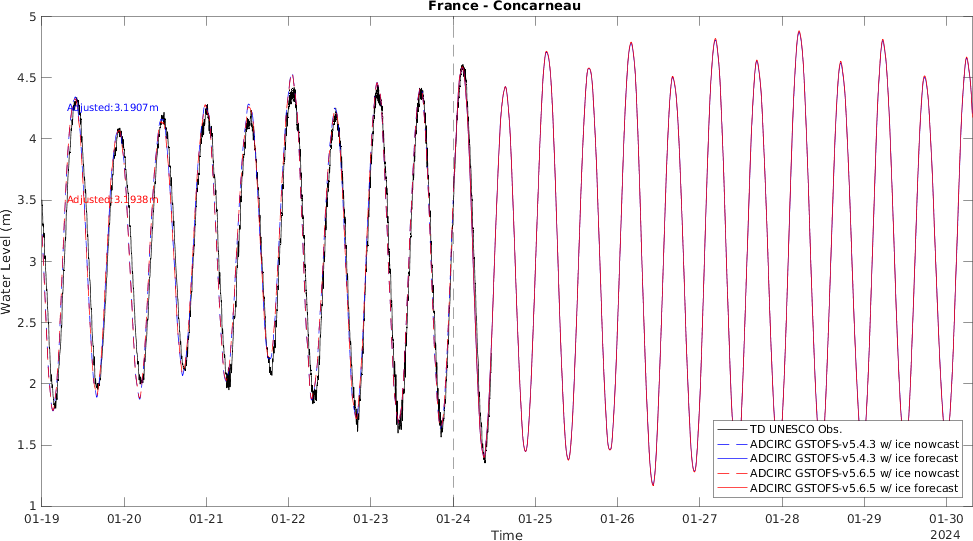 France - Concarneau
5
4.5
4
3.5
3
2.5
2
1.5
1
Water Level (m)
Adjusted:3.1907m
Adjusted:3.1938m
TD UNESCO Obs.
ADCIRC GSTOFS-v5.4.3 w/ ice nowcast
ADCIRC GSTOFS-v5.4.3 w/ ice forecast
ADCIRC GSTOFS-v5.6.5 w/ ice nowcast
ADCIRC GSTOFS-v5.6.5 w/ ice forecast
01-19 01-20 01-21 01-22 01-23 01-24 01-25 01-26 01-27 01-28 01-29 01-30
2024
Time